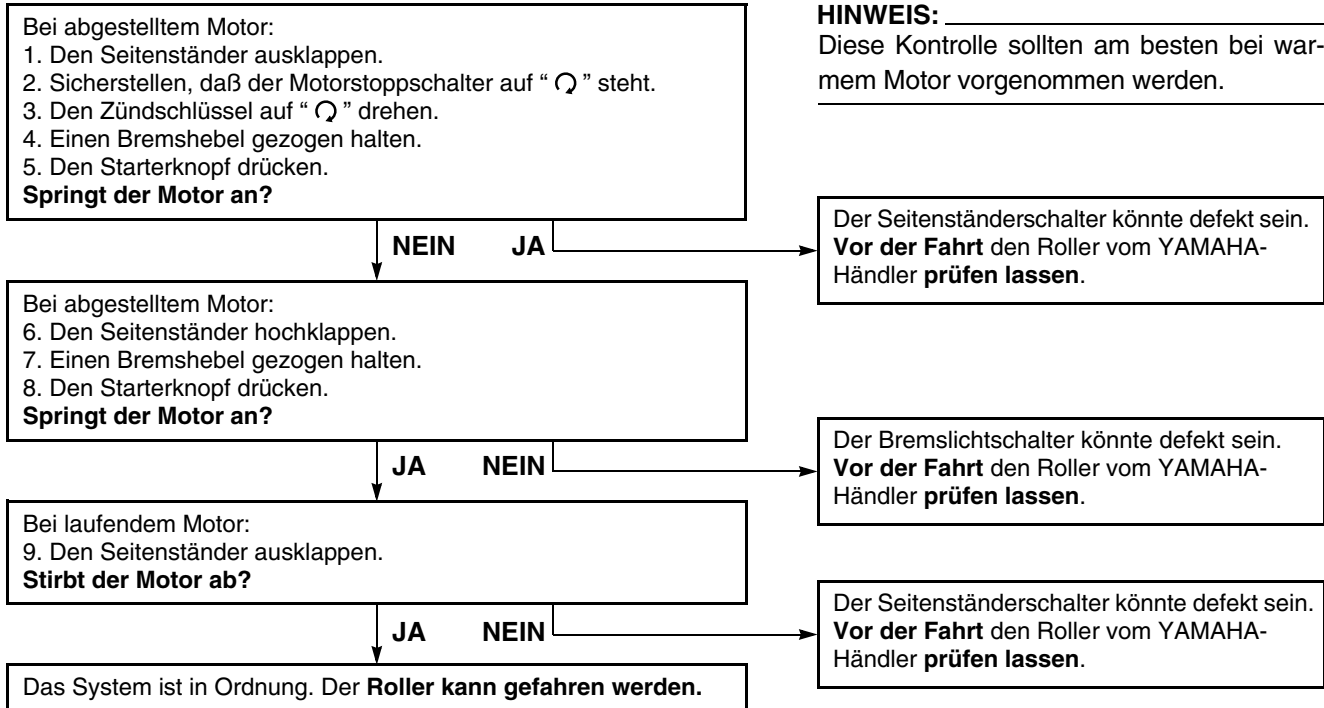 Bei abgestelltem Motor:
1. Den Seitenständer ausklappen.
2. Sicherstellen, daß der Motorstoppschalter auf “ ” steht.
3. Den Zündschlüssel auf “ ” drehen.
4. Einen Bremshebel gezogen halten.
5. Den Starterknopf drücken.
Springt der Motor an?
HINWEIS:
Diese Kontrolle sollten am besten bei war-
mem Motor vorgenommen werden.
NEIN JA
Der Seitenständerschalter könnte defekt sein.
Vor der Fahrt den Roller vom YAMAHA-
Händler prüfen lassen.
Bei abgestelltem Motor:
6. Den Seitenständer hochklappen.
7. Einen Bremshebel gezogen halten.
8. Den Starterknopf drücken.
Springt der Motor an?
JA NEIN
Der Bremslichtschalter könnte defekt sein.
Vor der Fahrt den Roller vom YAMAHA-
Händler prüfen lassen.
Bei laufendem Motor:
9. Den Seitenständer ausklappen.
Stirbt der Motor ab?
JA NEIN
Der Seitenständerschalter könnte defekt sein.
Vor der Fahrt den Roller vom YAMAHA-
Händler prüfen lassen.
Das System ist in Ordnung. Der Roller kann gefahren werden.